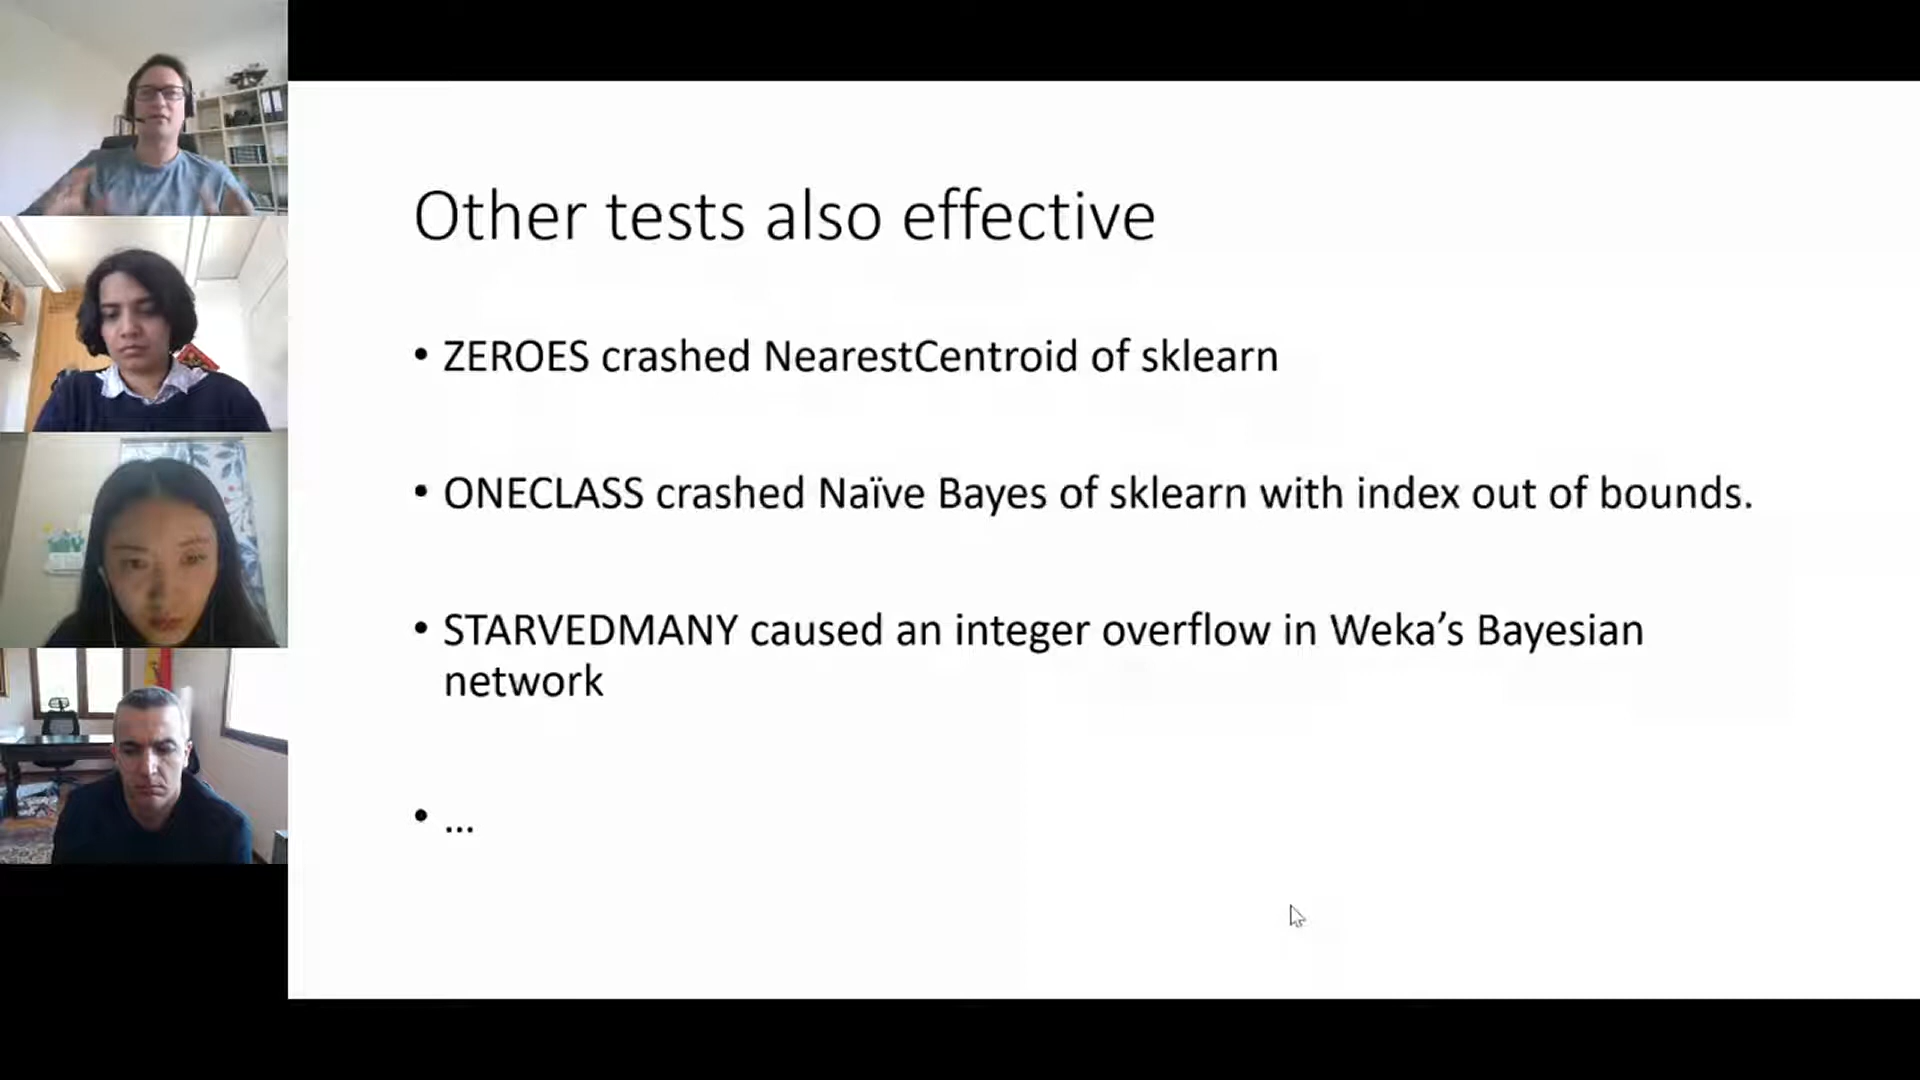 Other tests also effective
• ZEROES crashed NearestCentroid of sklearn
• ONECLASS crashed Naïve Bayes of sklearn with index out of bounds.
• STARVEDMANY caused an integer overflow in Weka’s Bayesian
network
• ...